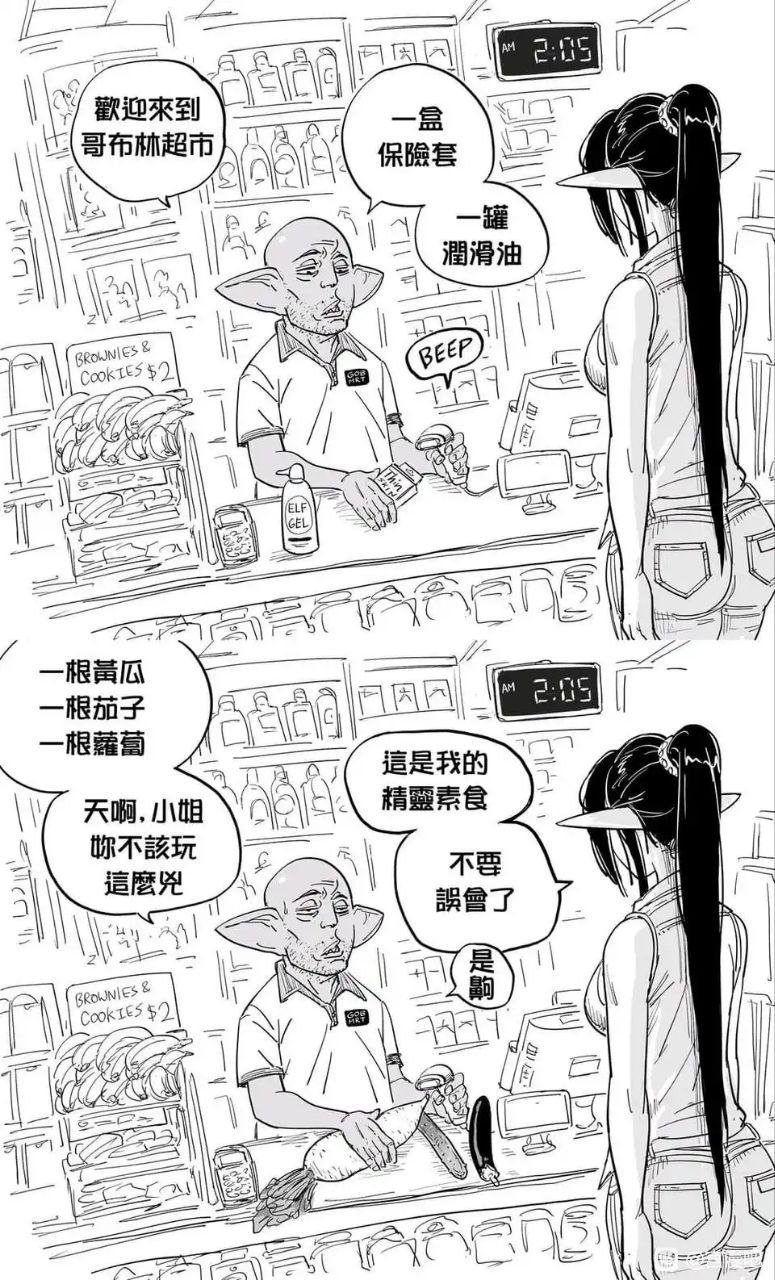 AM 2:05
歡迎來到
哥布林超市
一盒
保險套
一罐
潤滑油
BEEP
BROWNIES &
COOKIES $2
GOB
MRT
Thin
SKIN
ELF
GEL
一根黃瓜
一根茄子
一根蘿蔔
天啊,小姐
妳不該玩
這麼兇
AM 2:05
這是我的
精靈素食
不要
誤會了
是齁
BROWNIES &
COOKIES $2
GOB
MRT